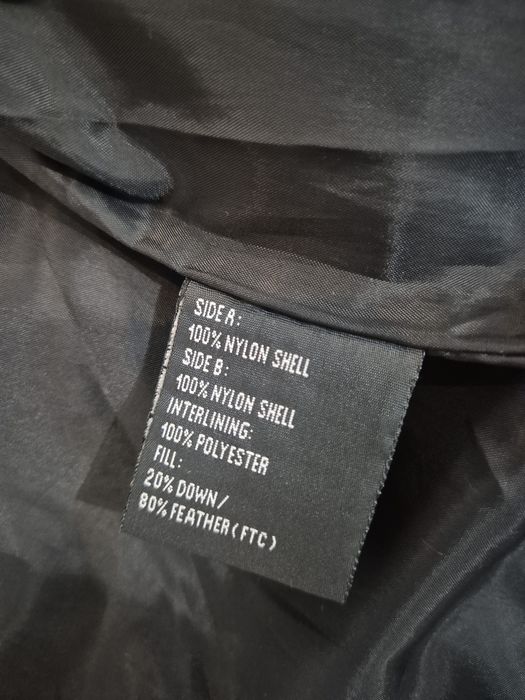 SIDE A:
100% NYLON SHELL
SIDE B:
100% NYLON SHELL
INTERLINING:
100% POLYESTER
FILL:
20% DOWN/
80% FEATHER (FTC)